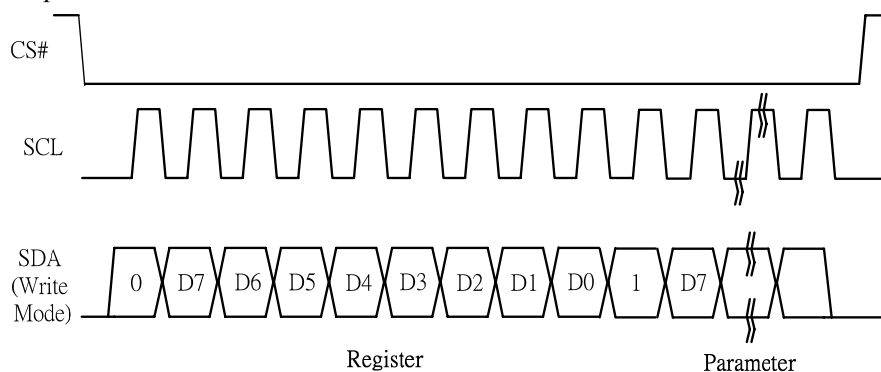 CS#
SCL
SDA
(Write
Mode)
0 D7 D6 D5 D4 D3 D2 D1 D0 1 D7
Register
Parameter